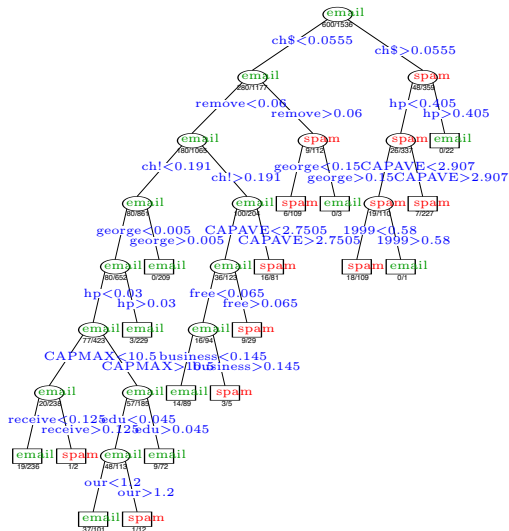 email
600/1536
ch$<0.0555
ch$>0.0555
email
280/1177
spam
48/359
remove<0.06
remove>0.06
hp<0.405
hp>0.405
email
180/1065
spam
9/112
spam
26/337
email
0/22
ch!<0.191
ch!>0.191
george<0.15
george>0.15
CAPAVE<2.907
CAPAVE>2.907
email
80/861
email
100/204
spam
6/109
email
0/3
spam
19/110
spam
7/227
george<0.005
george>0.005
CAPAVE<2.7505
CAPAVE>2.7505
1999<0.58
1999>0.58
email
80/652
email
0/209
email
36/123
spam
16/81
spam
18/109
email
0/1
hp<0.03
hp>0.03
free<0.065
free>0.065
email
77/423
email
3/229
email
16/94
spam
9/29
CAPMAX<10.5
CAPMAX>10.5
business<0.145
business>0.145
email
20/238
email
57/185
email
14/89
spam
3/5
receive<0.125
receive>0.125
edu<0.045
edu>0.045
email
19/236
spam
1/2
email
48/113
email
9/72
our<1.2
our>1.2
email
37/101
spam
1/12